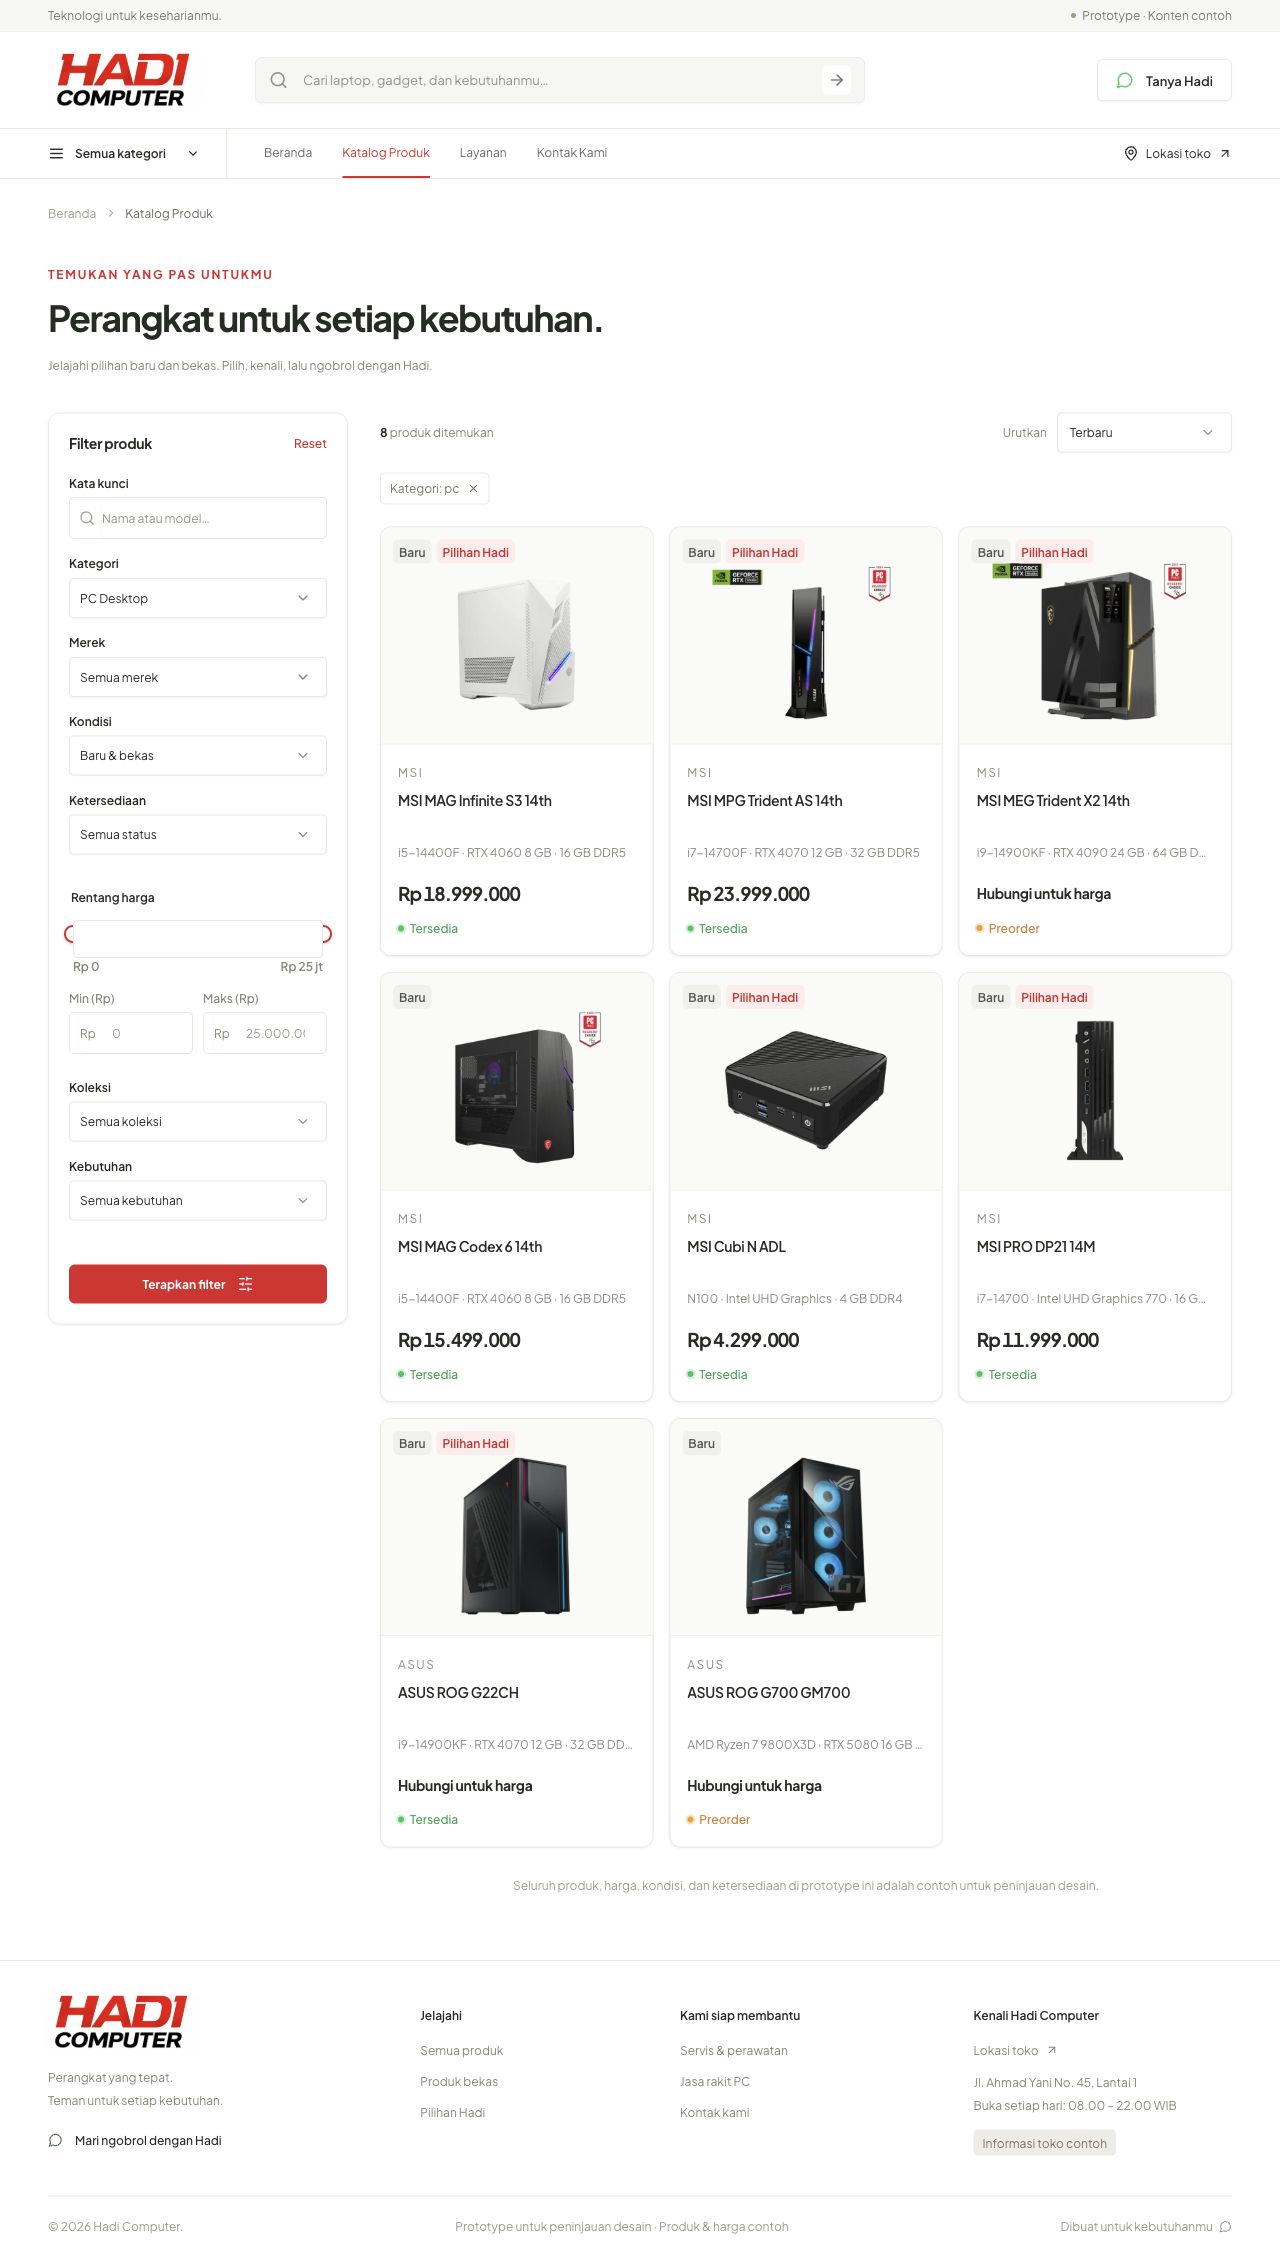 Teknologi untuk keseharianmu.
Prototype · Konten contoh
HADI
COMPUTER
Cari laptop, gadget, dan kebutuhanmu...
Tanya Hadi
Semua kategori
Beranda
Katalog Produk
Layanan
Kontak Kami
Lokasi toko
Beranda
Katalog Produk
TEMUKAN YANG PAS UNTUKMU
Perangkat untuk setiap kebutuhan.
Jelajahi pilihan baru dan bekas. Pilih, kenali, lalu ngobrol dengan Hadi.
Filter produk
Reset
Kata kunci
Nama atau model...
Kategori
PC Desktop
Merek
Semua merek
Kondisi
Baru & bekas
Ketersediaan
Semua status
Rentang harga
Rp 0
Rp 25 jt
Min (Rp)
Maks (Rp)
Rp 0
Rp 25.000.0
Koleksi
Semua koleksi
Kebutuhan
Semua kebutuhan
Terapkan filter
8 produk ditemukan
Urutkan
Terbaru
Kategori: pc
Baru
Pilihan Hadi
MSI
MSI MAG Infinite S3 14th
i5-14400F · RTX 4060 8 GB · 16 GB DDR5
Rp 18.999.000
Tersedia
Baru
Pilihan Hadi
GEFORCE
RTX
MSI
MSI MPG Trident AS 14th
i7-14700F · RTX 4070 12 GB · 32 GB DDR5
Rp 23.999.000
Tersedia
Baru
Pilihan Hadi
GEFORCE
RTX
MSI
MSI MEG Trident X2 14th
i9-14900KF · RTX 4090 24 GB · 64 GB D...
Hubungi untuk harga
Preorder
Baru
MSI
MSI MAG Codex 6 14th
i5-14400F · RTX 4060 8 GB · 16 GB DDR5
Rp 15.499.000
Tersedia
Baru
Pilihan Hadi
MSI
MSI Cubi N ADL
N100 · Intel UHD Graphics · 4 GB DDR4
Rp 4.299.000
Tersedia
Baru
Pilihan Hadi
MSI
MSI PRO DP21 14M
i7-14700 · Intel UHD Graphics 770 · 16 G...
Rp 11.999.000
Tersedia
Baru
Pilihan Hadi
ASUS
ASUS ROG G22CH
i9-14900KF · RTX 4070 12 GB · 32 GB DD...
Hubungi untuk harga
Tersedia
Baru
G7
ASUS
ASUS ROG G700 GM700
AMD Ryzen 7 9800X3D · RTX 5080 16 GB ...
Hubungi untuk harga
Preorder
Seluruh produk, harga, kondisi, dan ketersediaan di prototype ini adalah contoh untuk peninjauan desain.
HADI
COMPUTER
Perangkat yang tepat.
Teman untuk setiap kebutuhan.
Mari ngobrol dengan Hadi
Jelajahi
Semua produk
Produk bekas
Pilihan Hadi
Kami siap membantu
Servis & perawatan
Jasa rakit PC
Kontak kami
Kenali Hadi Computer
Lokasi toko
Jl. Ahmad Yani No. 45, Lantai 1
Buka setiap hari: 08.00 – 22.00 WIB
Informasi toko contoh
© 2026 Hadi Computer.
Prototype untuk peninjauan desain · Produk & harga contoh
Dibuat untuk kebutuhanmu